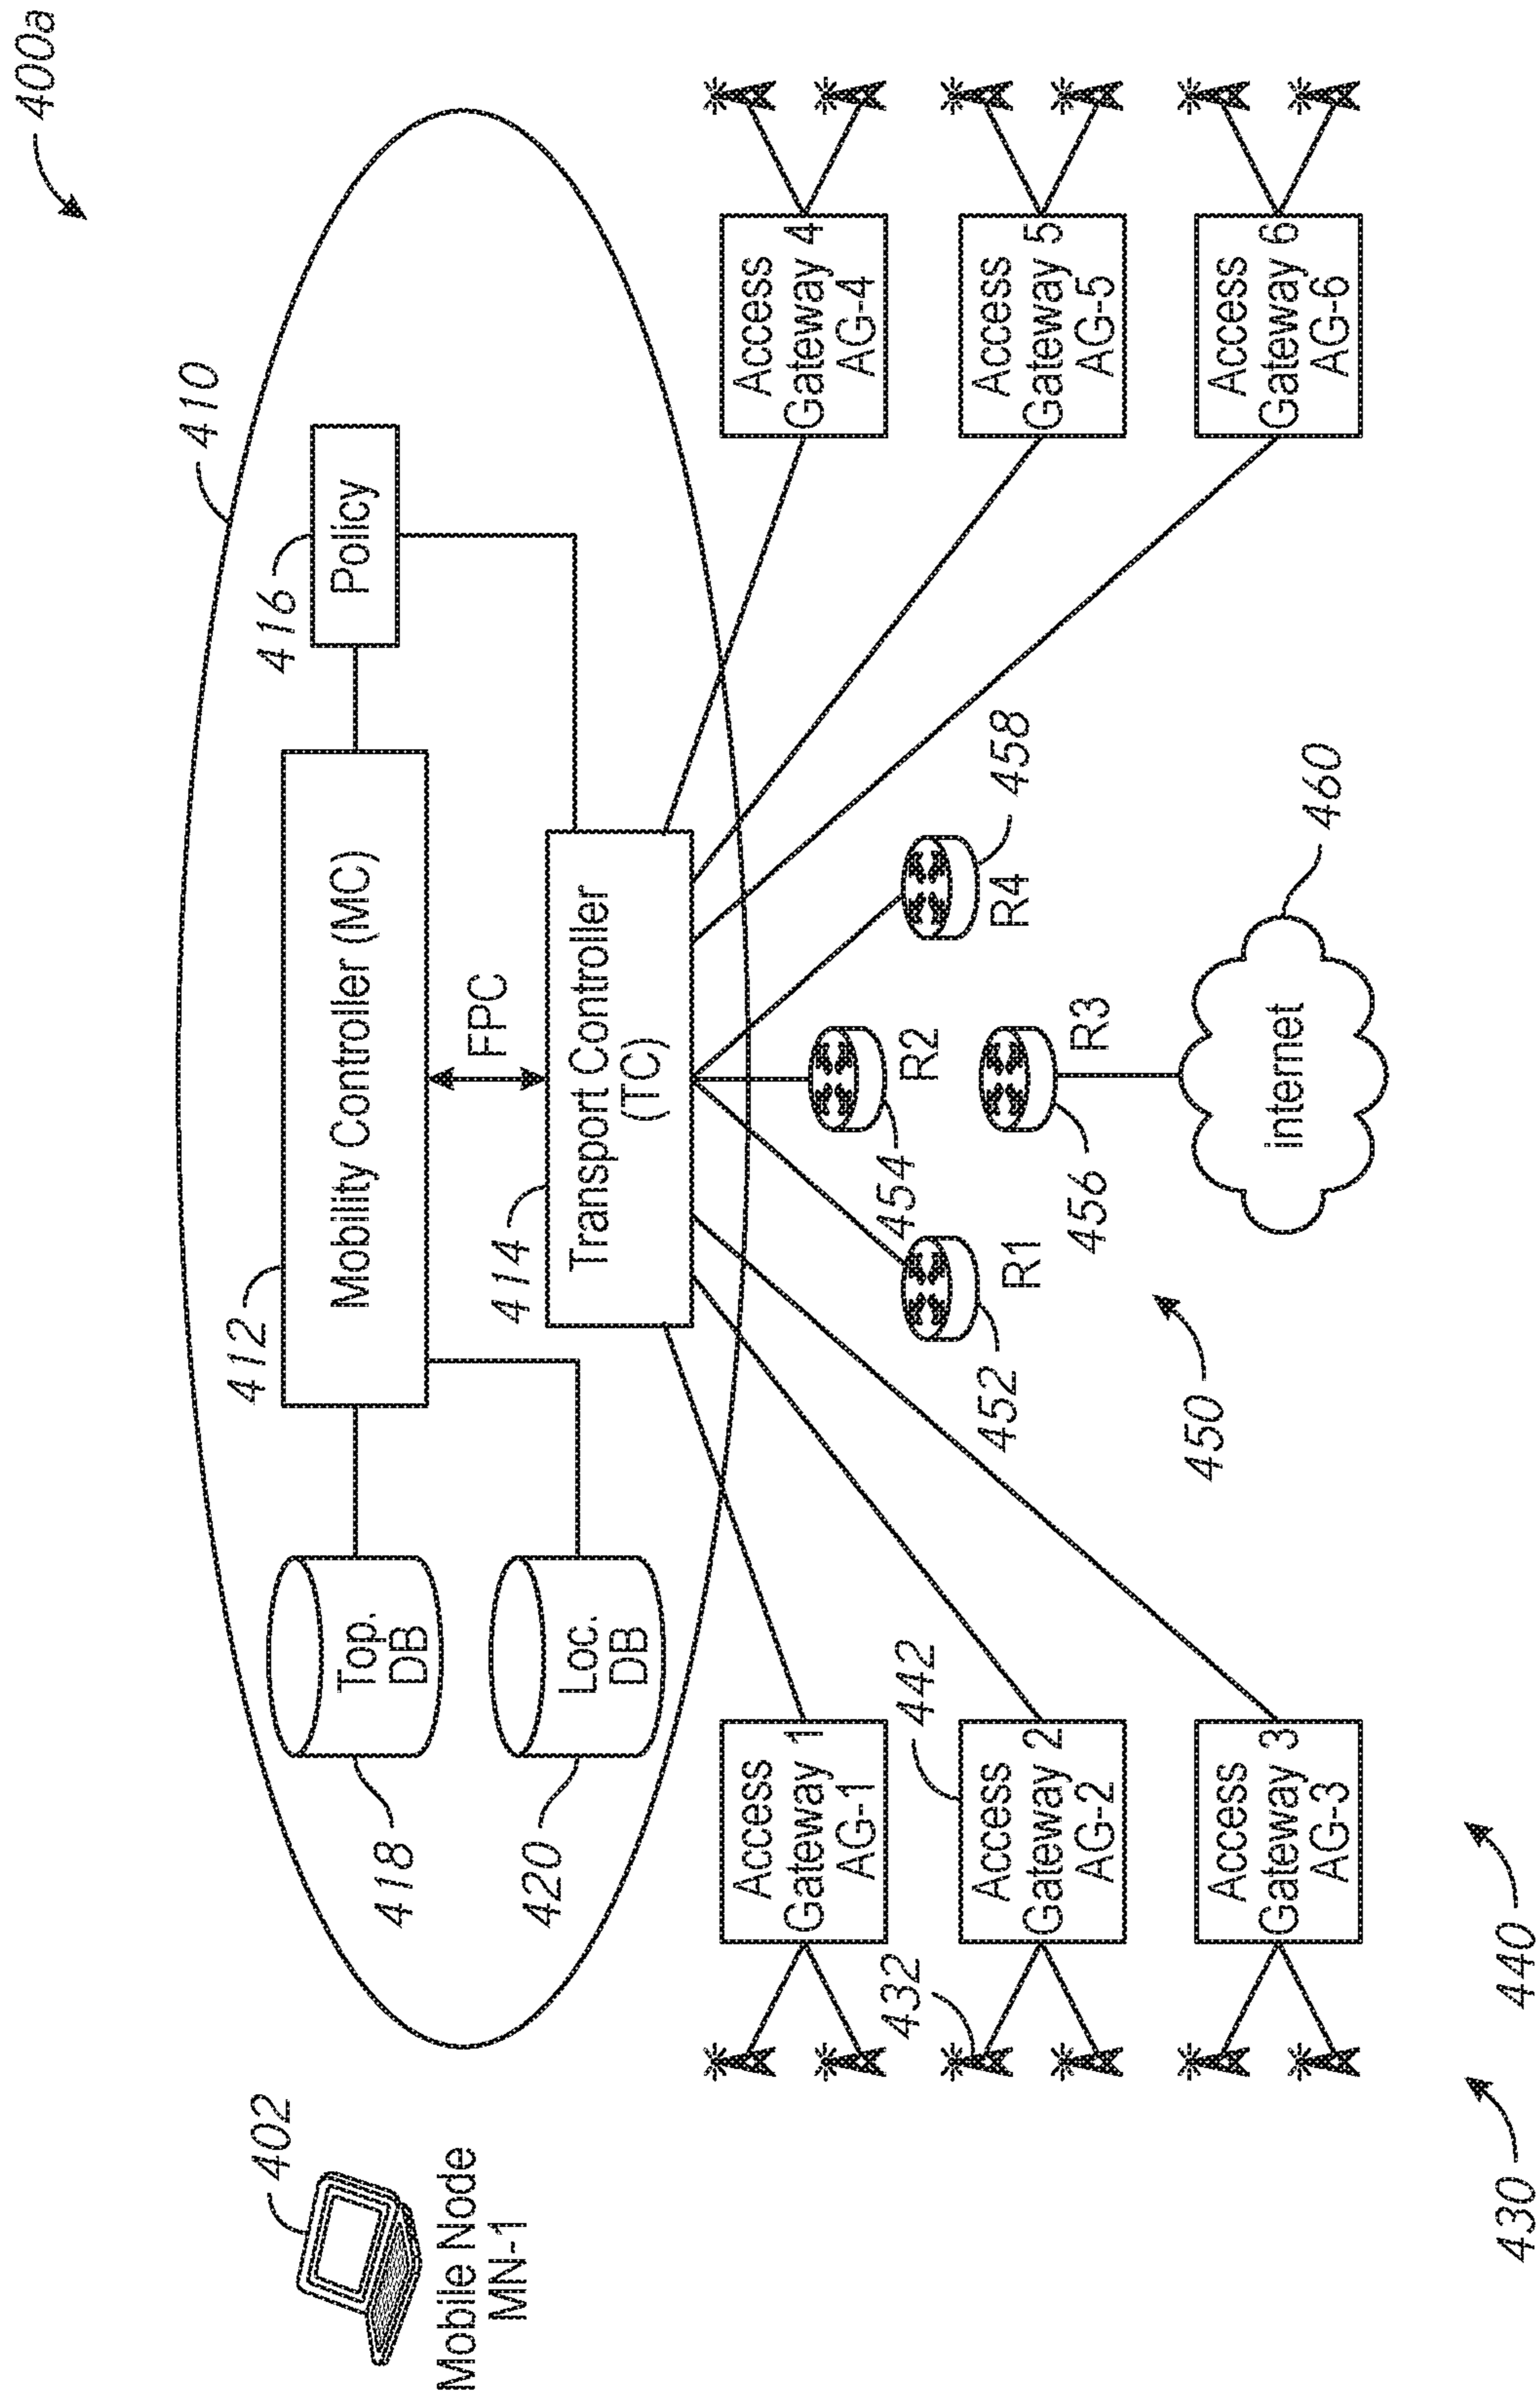 400a
410
416
Policy
412
Mobility Controller (MC)
FPC
414
Transport Controller
(TC)
418
Top.
DB
420
Loc.
DB
402
Mobile Node
MN-1
Access
Gateway 1
AG-1
442
Access
Gateway 2
AG-2
432
Access
Gateway 3
AG-3
Access
Gateway 4
AG-4
Access
Gateway 5
AG-5
Access
Gateway 6
AG-6
454
R2
452
R1
458
R4
456
R3
450
internet
460
430
440